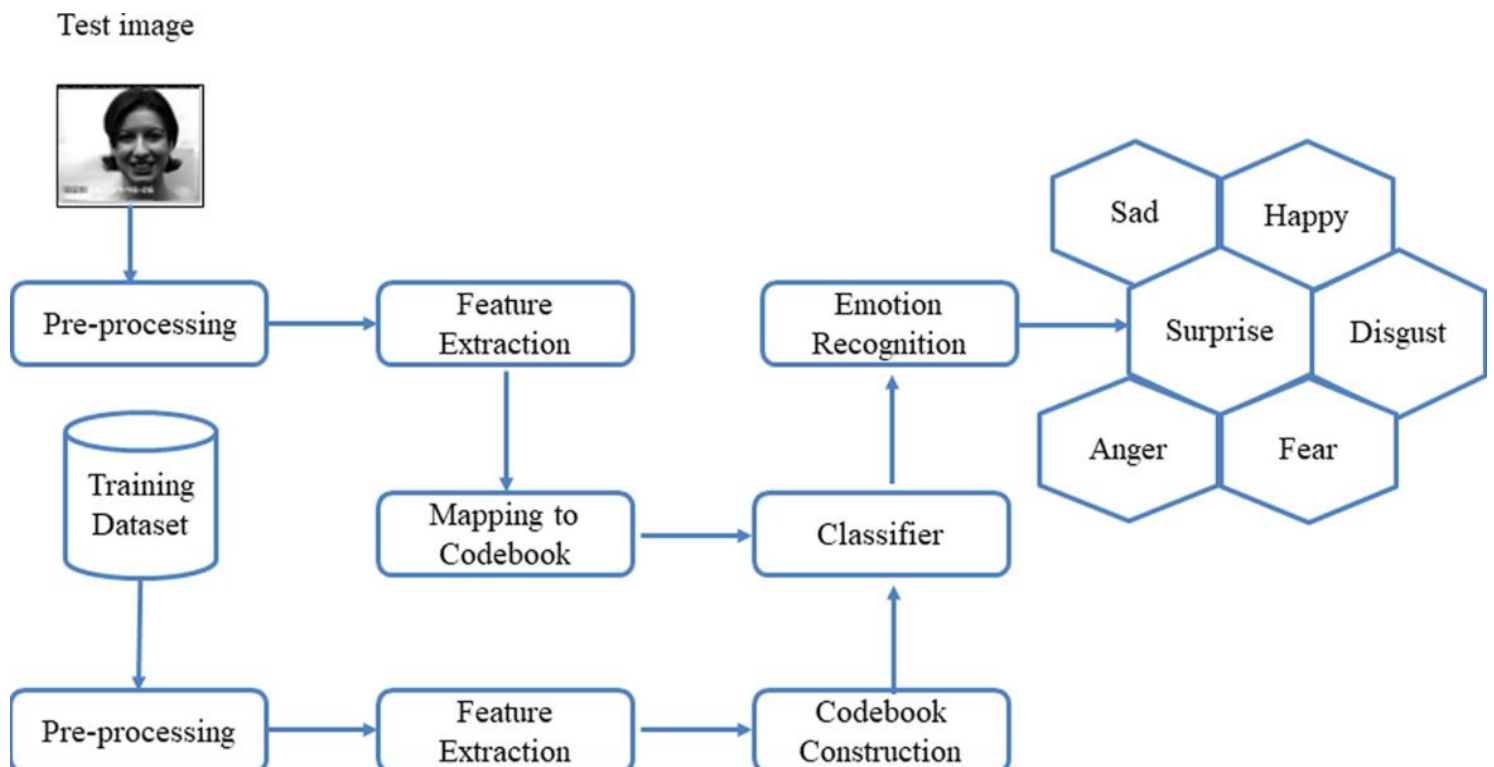 Test image
Sad
Happy
Pre-processing
Feature
Extraction
Emotion
Recognition
Surprise
Disgust
Training
Dataset
Anger
Fear
Mapping to
Codebook
Classifier
Pre-processing
Feature
Extraction
Codebook
Construction